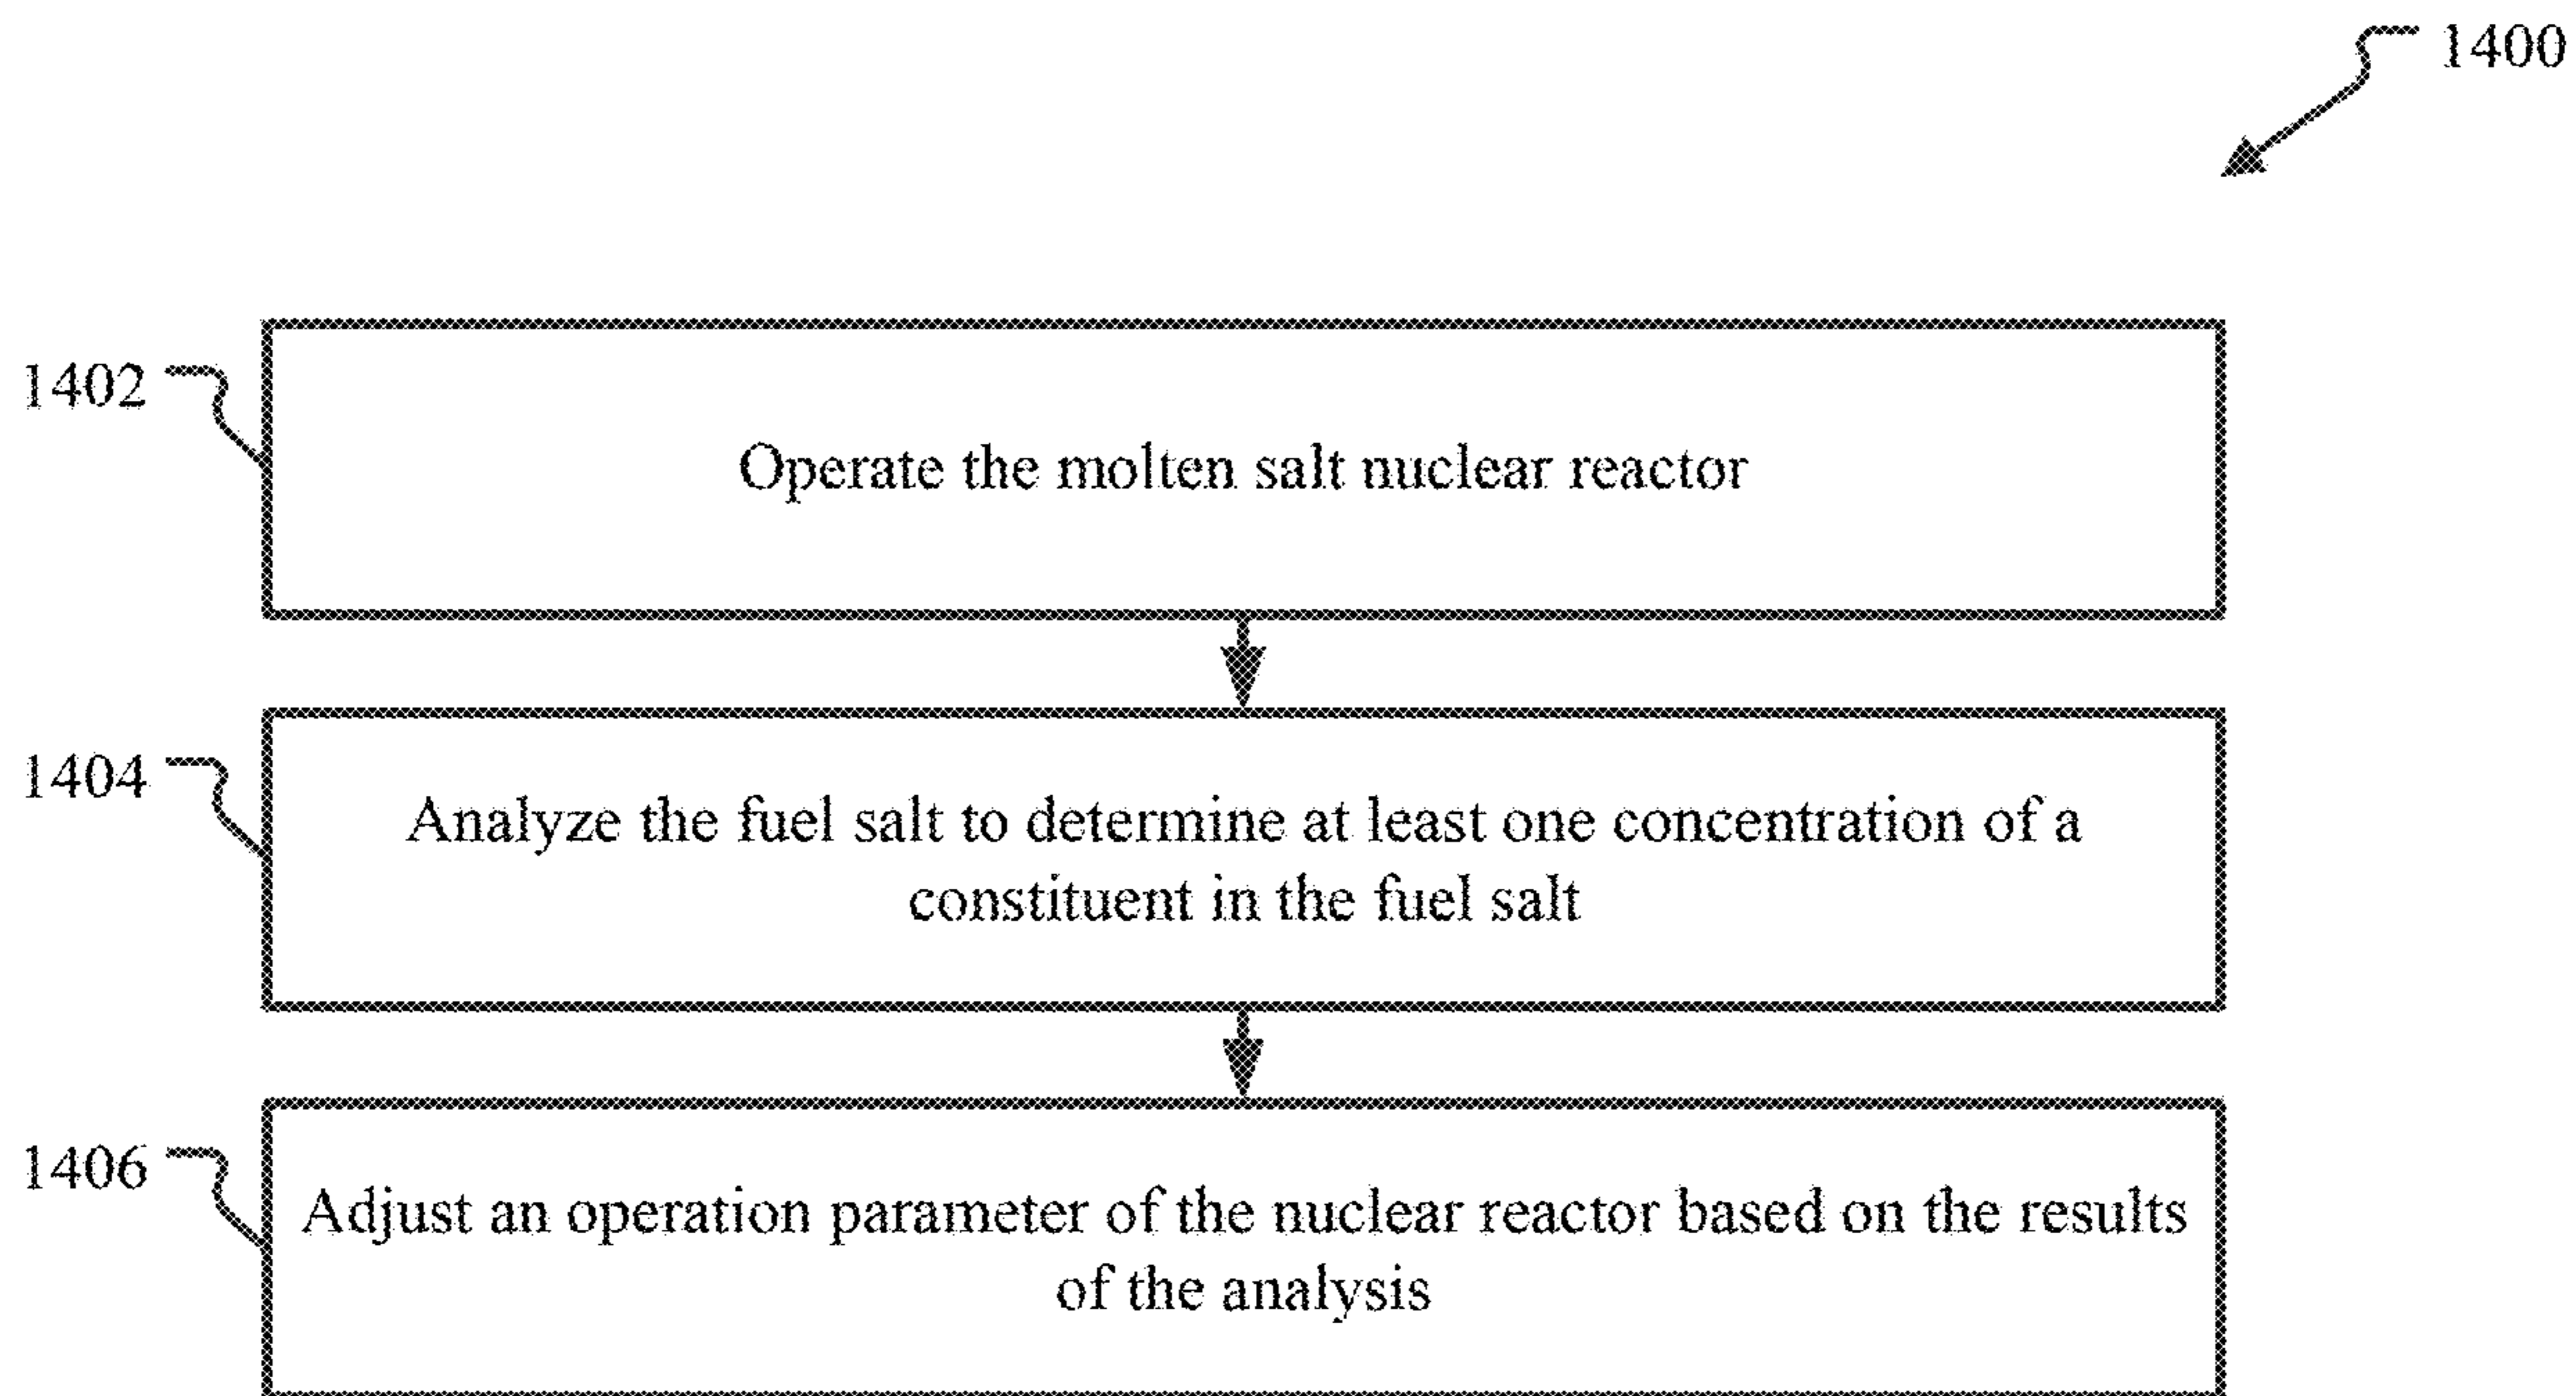 1400
1402
Operate the molten salt nuclear reactor
1404
Analyze the fuel salt to determine at least one concentration of a
constituent in the fuel salt
1406
Adjust an operation parameter of the nuclear reactor based on the results
of the analysis